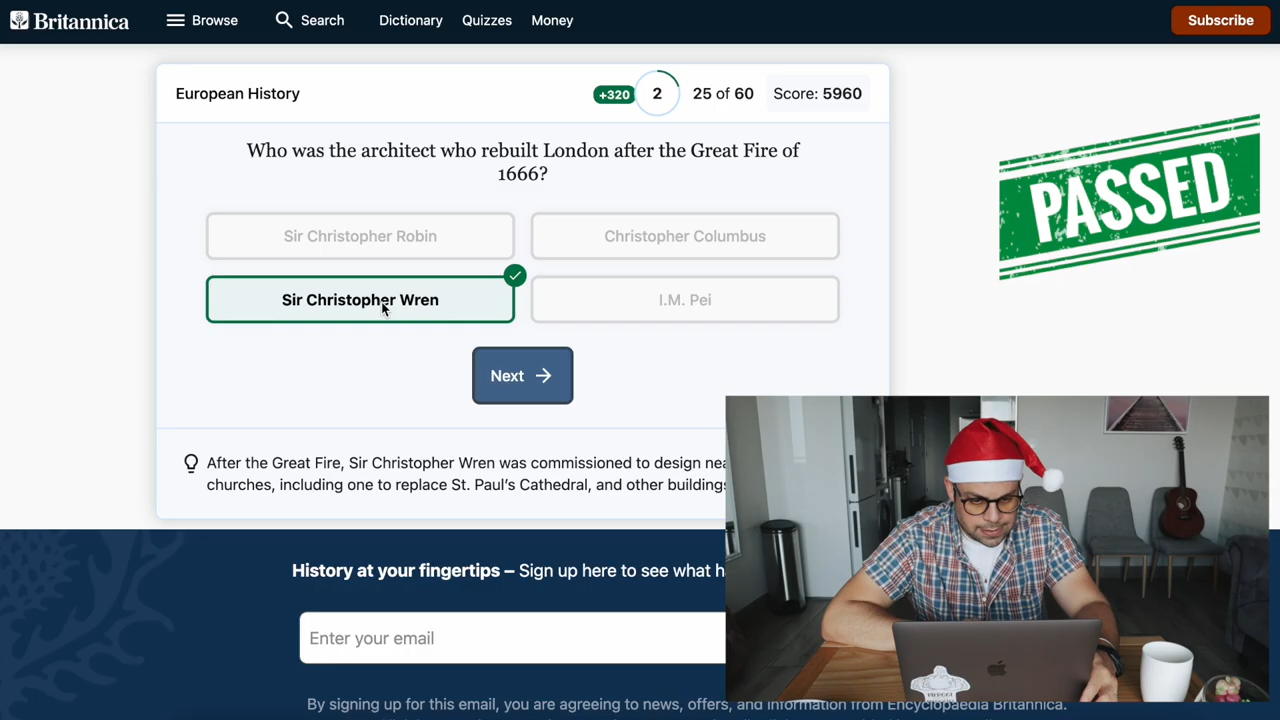 Britannica
Browse
Search
Dictionary
Quizzes
Money
Subscribe
European History
+320
2
25 of 60
Score: 5960
Who was the architect who rebuilt London after the Great Fire of
1666?
Sir Christopher Robin
Christopher Columbus
Sir Christopher Wren
I.M. Pei
Next
PASSED
After the Great Fire, Sir Christopher Wren was commissioned to design
churches, including one to replace St. Paul's Cathedral, and other buildings
History at your fingertips – Sign up here to see what
Enter your email
By signing up for this email, you are agreeing to news, offers, and information from Encyclopaedia Britannica.